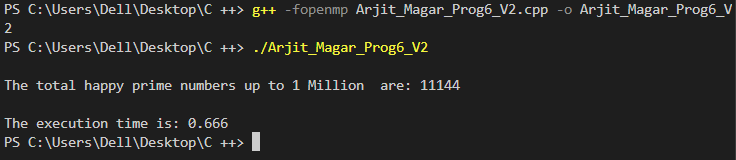 PS C:\Users\Dell\Desktop\C ++> g++ -fopenmp Arjit_Magar_Prog6_V2.cpp -o Arjit_Magar_Prog6_V
2
PS C:\Users\Dell\Desktop\C ++> ./Arjit_Magar_Prog6_V2
The total happy prime numbers up to 1 Million  are: 11144
The execution time is: 0.666
PS C:\Users\Dell\Desktop\C ++>